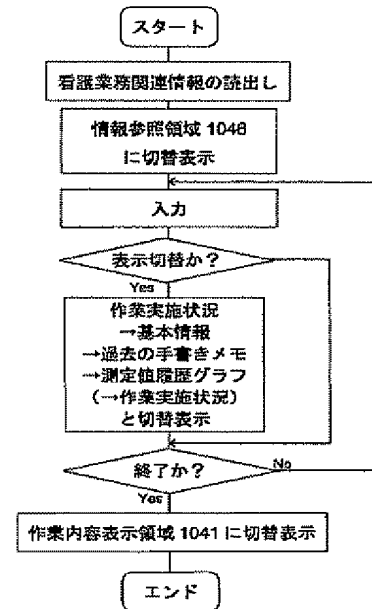 スタート
看護業務関連情報の読出し
情報参照領域 1048
に切替表示
入力
表示切替か？
Yes
作業実施状況
→基本情報
→過去の手書きメモ
→測定値履歴グラフ
（→作業実施状況）
と切替表示
終了か？
No
Yes
作業内容表示領域 1041 に切替表示
エンド